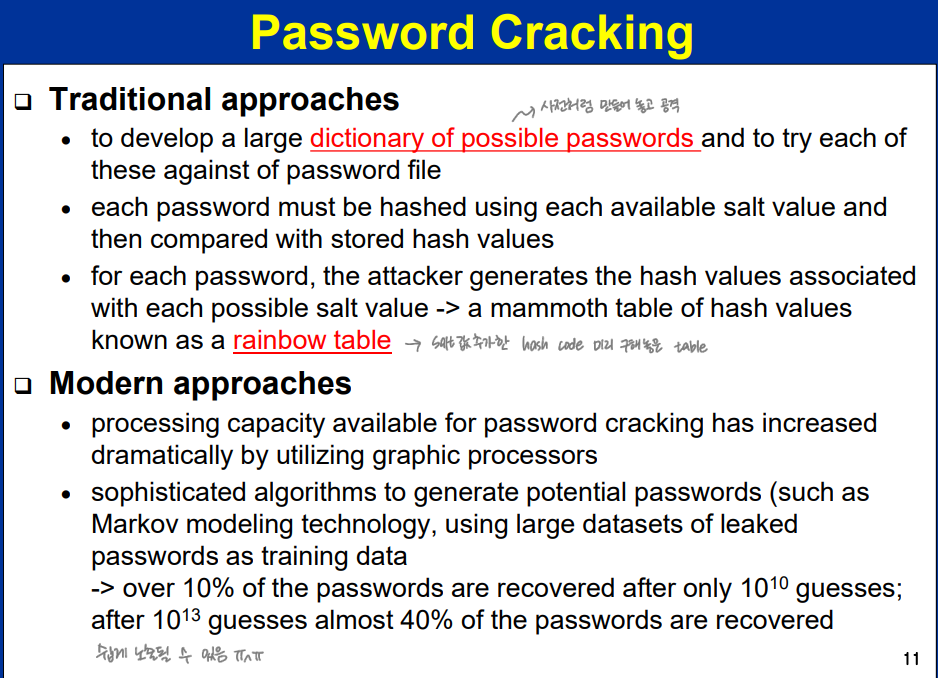 Password Cracking
Traditional approaches
사전처럼 만들어 놓고 공격
• to develop a large dictionary of possible passwords and to try each of
these against of password file
• each password must be hashed using each available salt value and
then compared with stored hash values
• for each password, the attacker generates the hash values associated
with each possible salt value -> a mammoth table of hash values
known as a rainbow table → salt값 추가한 hash code 미리 구해놓은 table
Modern approaches
• processing capacity available for password cracking has increased
dramatically by utilizing graphic processors
• sophisticated algorithms to generate potential passwords (such as
Markov modeling technology, using large datasets of leaked
passwords as training data
-> over 10% of the passwords are recovered after only 10¹⁰ guesses;
after 10¹³ guesses almost 40% of the passwords are recovered
쉽게 노출될 수 있음 ㅠㅅㅠ
11